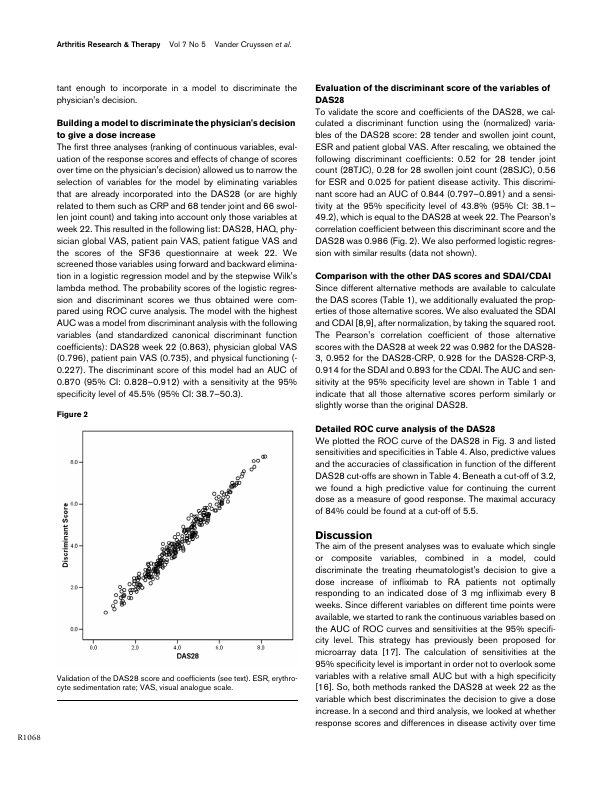 Arthritis Research & Therapy Vol 7 No 5 Vander Cruyssen et al.
tant enough to incorporate in a model to discriminate the
physician's decision.
Building a model to discriminate the physician's decision
to give a dose increase
The first three analyses (ranking of continuous variables, eval-
uation of the response scores and effects of change of scores
over time on the physician's decision) allowed us to narrow the
selection of variables for the model by eliminating variables
that are already incorporated into the DAS28 (or are highly
related to them such as CRP and 68 tender joint and 66 swol-
len joint count) and taking into account only those variables at
week 22. This resulted in the following list: DAS28, HAQ, phy-
sician global VAS, patient pain VAS, patient fatigue VAS and
the scores of the SF36 questionnaire at week 22. We
screened those variables using forward and backward elimina-
tion in a logistic regression model and by the stepwise Wilk's
lambda method. The probability scores of the logistic regres-
sion and discriminant scores we thus obtained were com-
pared using ROC curve analysis. The model with the highest
AUC was a model from discriminant analysis with the following
variables (and standardized canonical discriminant function
coefficients): DAS28 week 22 (0.863), physician global VAS
(0.796), patient pain VAS (0.735), and physical functioning (-
0.227). The discriminant score of this model had an AUC of
0.870 (95% CI: 0.828–0.912) with a sensitivity at the 95%
specificity level of 45.5% (95% CI: 38.7–50.3).
Figure 2
8.0
6.0
4.0
2.0
0.0
Discriminant Score
0.0 2.0 4.0 6.0 8.0
DAS28
Validation of the DAS28 score and coefficients (see text). ESR, erythro-
cyte sedimentation rate; VAS, visual analogue scale.
Evaluation of the discriminant score of the variables of
DAS28
To validate the score and coefficients of the DAS28, we cal-
culated a discriminant function using the (normalized) varia-
bles of the DAS28 score: 28 tender and swollen joint count,
ESR and patient global VAS. After rescaling, we obtained the
following discriminant coefficients: 0.52 for 28 tender joint
count (28TJC), 0.28 for 28 swollen joint count (28SJC), 0.56
for ESR and 0.025 for patient disease activity. This discrimi-
nant score had an AUC of 0.844 (0.797–0.891) and a sensi-
tivity at the 95% specificity level of 43.8% (95% CI: 38.1–
49.2), which is equal to the DAS28 at week 22. The Pearson's
correlation coefficient between this discriminant score and the
DAS28 was 0.986 (Fig. 2). We also performed logistic regres-
sion with similar results (data not shown).
Comparison with the other DAS scores and SDAI/CDAI
Since different alternative methods are available to calculate
the DAS scores (Table 1), we additionally evaluated the prop-
erties of those alternative scores. We also evaluated the SDAI
and CDAI [8,9], after normalization, by taking the squared root.
The Pearson's correlation coefficient of those alternative
scores with the DAS28 at week 22 was 0.982 for the DAS28-
3, 0.952 for the DAS28-CRP, 0.928 for the DAS28-CRP-3,
0.914 for the SDAI and 0.893 for the CDAI. The AUC and sen-
sitivity at the 95% specificity level are shown in Table 1 and
indicate that all those alternative scores perform similarly or
slightly worse than the original DAS28.
Detailed ROC curve analysis of the DAS28
We plotted the ROC curve of the DAS28 in Fig. 3 and listed
sensitivities and specificities in Table 4. Also, predictive values
and the accuracies of classification in function of the different
DAS28 cut-offs are shown in Table 4. Beneath a cut-off of 3.2,
we found a high predictive value for continuing the current
dose as a measure of good response. The maximal accuracy
of 84% could be found at a cut-off of 5.5.
Discussion
The aim of the present analyses was to evaluate which single
or composite variables, combined in a model, could
discriminate the treating rheumatologist's decision to give a
dose increase of infliximab to RA patients not optimally
responding to an indicated dose of 3 mg infliximab every 8
weeks. Since different variables on different time points were
available, we started to rank the continuous variables based on
the AUC of ROC curves and sensitivities at the 95% specifi-
city level. This strategy has previously been proposed for
microarray data [17]. The calculation of sensitivities at the
95% specificity level is important in order not to overlook some
variables with a relative small AUC but with a high specificity
[16]. So, both methods ranked the DAS28 at week 22 as the
variable which best discriminates the decision to give a dose
increase. In a second and third analysis, we looked at whether
response scores and differences in disease activity over time
R1068